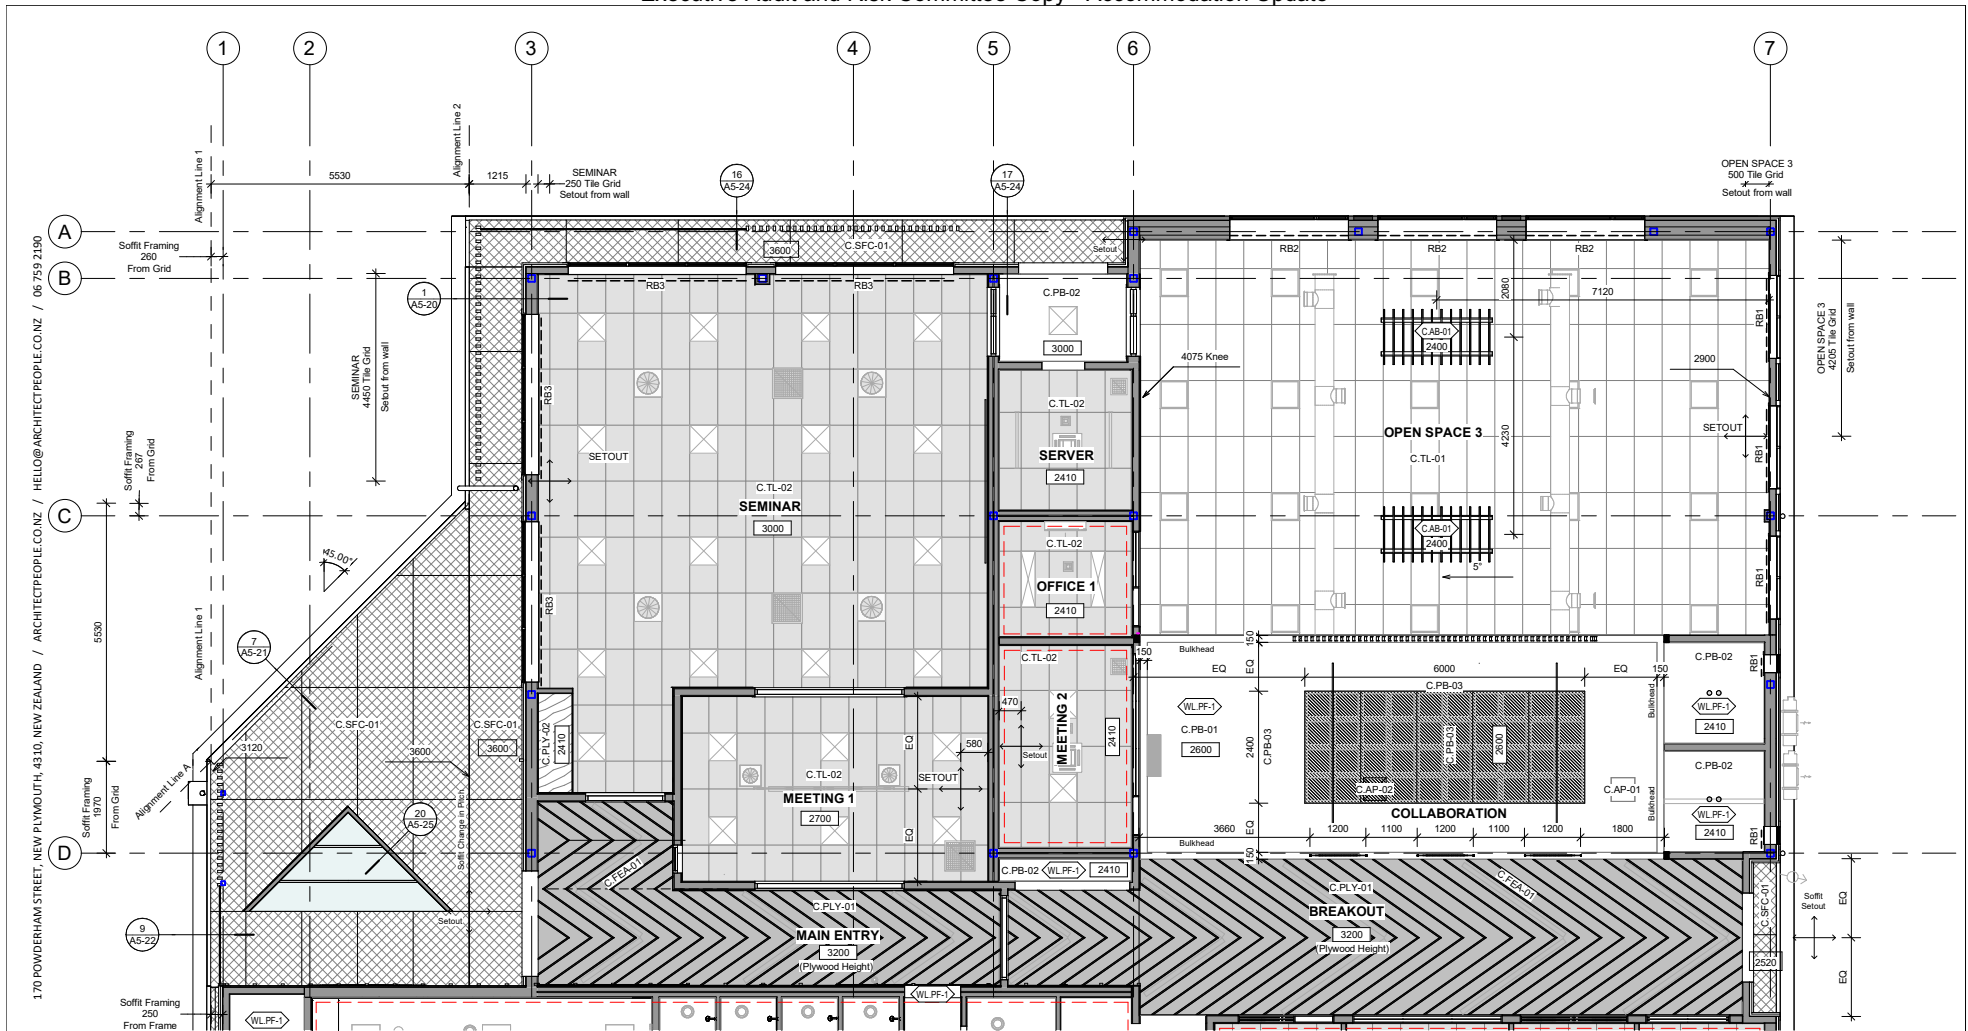 Executive Audit and Risk Committee Copy - Accommodation Update
1
2
3
4
5
6
7
A
B
C
D
170 POWDERHAM STREET, NEW PLYMOUTH, 4310, NEW ZEALAND / ARCHITECTPEOPLE.CO.NZ / HELLO@ARCHITECTPEOPLE.CO.NZ / 06 759 2190
Alignment Line 1
Alignment Line 2
5530
1215
SEMINAR
250 Tile Grid
Setout from wall
16
A5-24
17
A5-24
OPEN SPACE 3
500 Tile Grid
Setout from wall
Soffit Framing
260
From Grid
3600
C.SFC-01
Setout
RB2
RB2
RB2
1
A5-20
RB3
RB3
C.PB-02
3000
2080
7120
RB1
OPEN SPACE 3
4205 Tile Grid
Setout from wall
SEMINAR
4450 Tile Grid
Setout from wall
C.AB-01
2400
4075 Knee
2900
RB3
C.TL-02
SERVER
2410
OPEN SPACE 3
C.TL-01
4230
SETOUT
RB1
Soffit Framing
267
From Grid
SETOUT
C.TL-02
SEMINAR
3000
C.AB-01
2400
5°
45.00°
C.TL-02
OFFICE 1
2410
RB1
RB3
5530
Alignment Line 1
7
A5-21
C.TL-02
150
Bulkhead
150
EQ
EQ
6000
EQ
150
C.PB-02
RB1
C.PB-03
470
MEETING 2
2410
WL.PF-1
C.PB-01
2600
2400
C.PB-03
C.PB-03
2600
Bulkhead
WL.PF-1
2410
C.SFC-01
C.SFC-01
3600
C.PLY-02
2410
EQ
580
Setout
3120
3600
Alignment Line A
Soffit Framing
1970
From Grid
C.TL-02
MEETING 1
2700
SETOUT
C.AP-02
C.AP-01
COLLABORATION
C.PB-02
Bulkhead
WL.PF-1
2410
RB1
20
A5-25
Soffit Change in Pitch
EQ
EQ
3660
1200
1100
1200
1100
1200
1800
Bulkhead
150
C.PB-02
WL.PF-1
2410
C.FEA-01
C.PLY-01
C.FEA-01
C.PLY-01
C.SFC-01
Soffit
Setout
EQ
EQ
Setout
9
A5-22
MAIN ENTRY
3200
(Plywood Height)
BREAKOUT
3200
(Plywood Height)
2520
Soffit Framing
250
From Frame
WL.PF-1
WL.PF-1